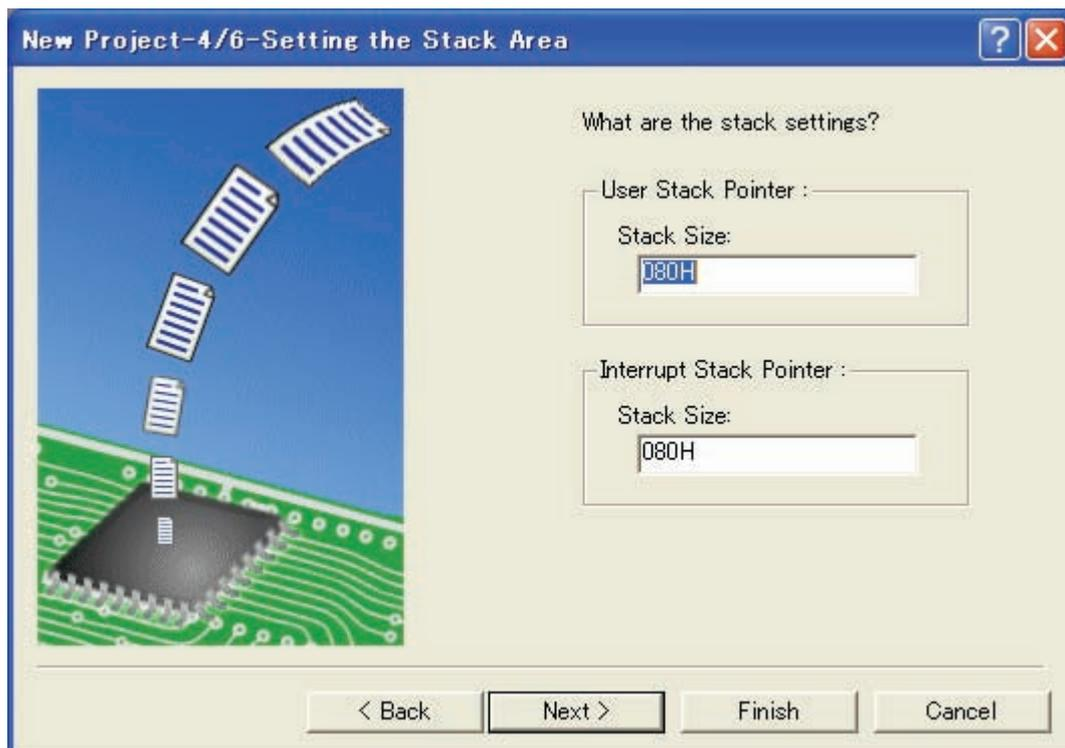 New Project-4/6-Setting the Stack Area
What are the stack settings?
User Stack Pointer :
Stack Size:
080H
Interrupt Stack Pointer :
Stack Size:
080H
< Back
Next >
Finish
Cancel